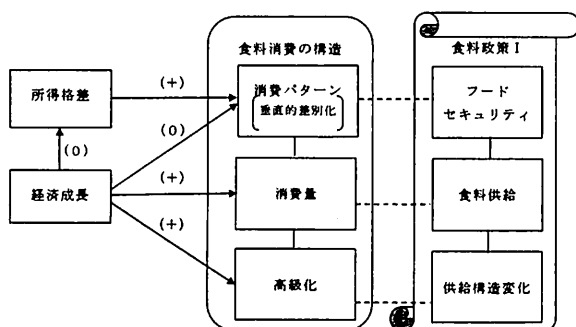 食料消費の構造
食料政策Ⅰ
所得格差
(+)
消費パターン
垂直的差別化
フード
セキュリティ
(0)
(0)
経済成長
(+)
消費量
食料供給
(+)
高級化
供給構造変化